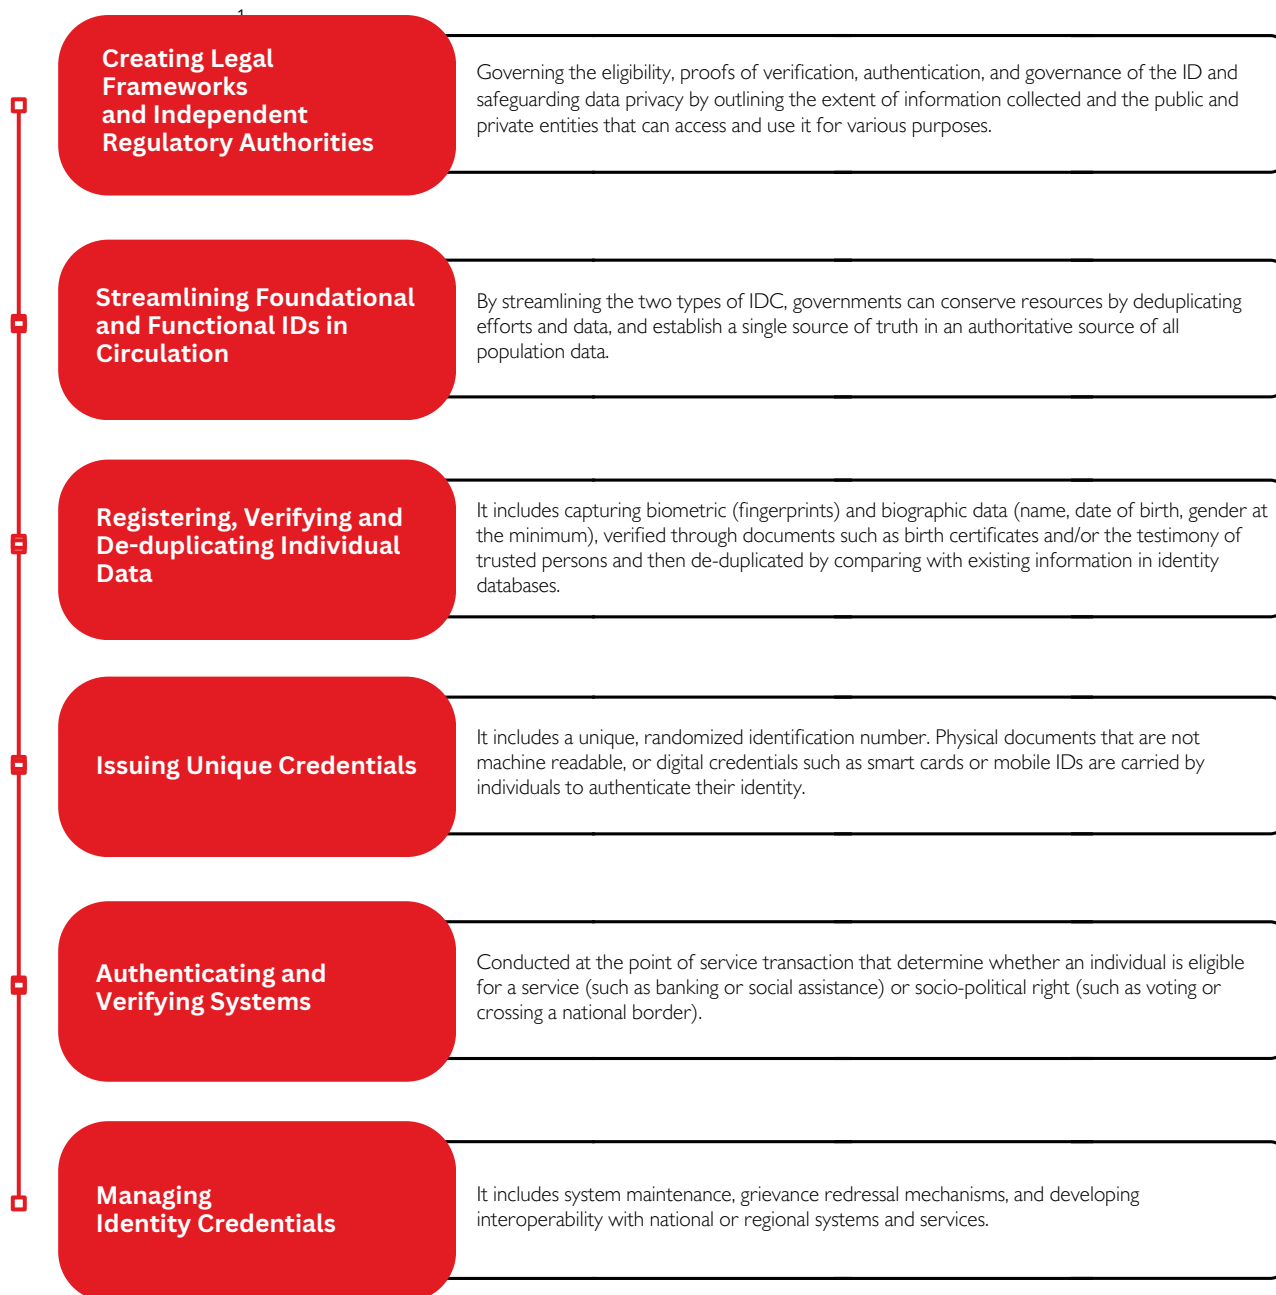 1
Creating Legal
Frameworks
and Independent
Regulatory Authorities
Governing the eligibility, proofs of verification, authentication, and governance of the ID and
safeguarding data privacy by outlining the extent of information collected and the public and
private entities that can access and use it for various purposes.
Streamlining Foundational
and Functional IDs in
Circulation
By streamlining the two types of IDC, governments can conserve resources by deduplicating
efforts and data, and establish a single source of truth in an authoritative source of all
population data.
Registering, Verifying and
De-duplicating Individual
Data
It includes capturing biometric (fingerprints) and biographic data (name, date of birth, gender at
the minimum), verified through documents such as birth certificates and/or the testimony of
trusted persons and then de-duplicated by comparing with existing information in identity
databases.
Issuing Unique Credentials
It includes a unique, randomized identification number. Physical documents that are not
machine readable, or digital credentials such as smart cards or mobile IDs are carried by
individuals to authenticate their identity.
Authenticating and
Verifying Systems
Conducted at the point of service transaction that determine whether an individual is eligible
for a service (such as banking or social assistance) or socio-political right (such as voting or
crossing a national border).
Managing
Identity Credentials
It includes system maintenance, grievance redressal mechanisms, and developing
interoperability with national or regional systems and services.